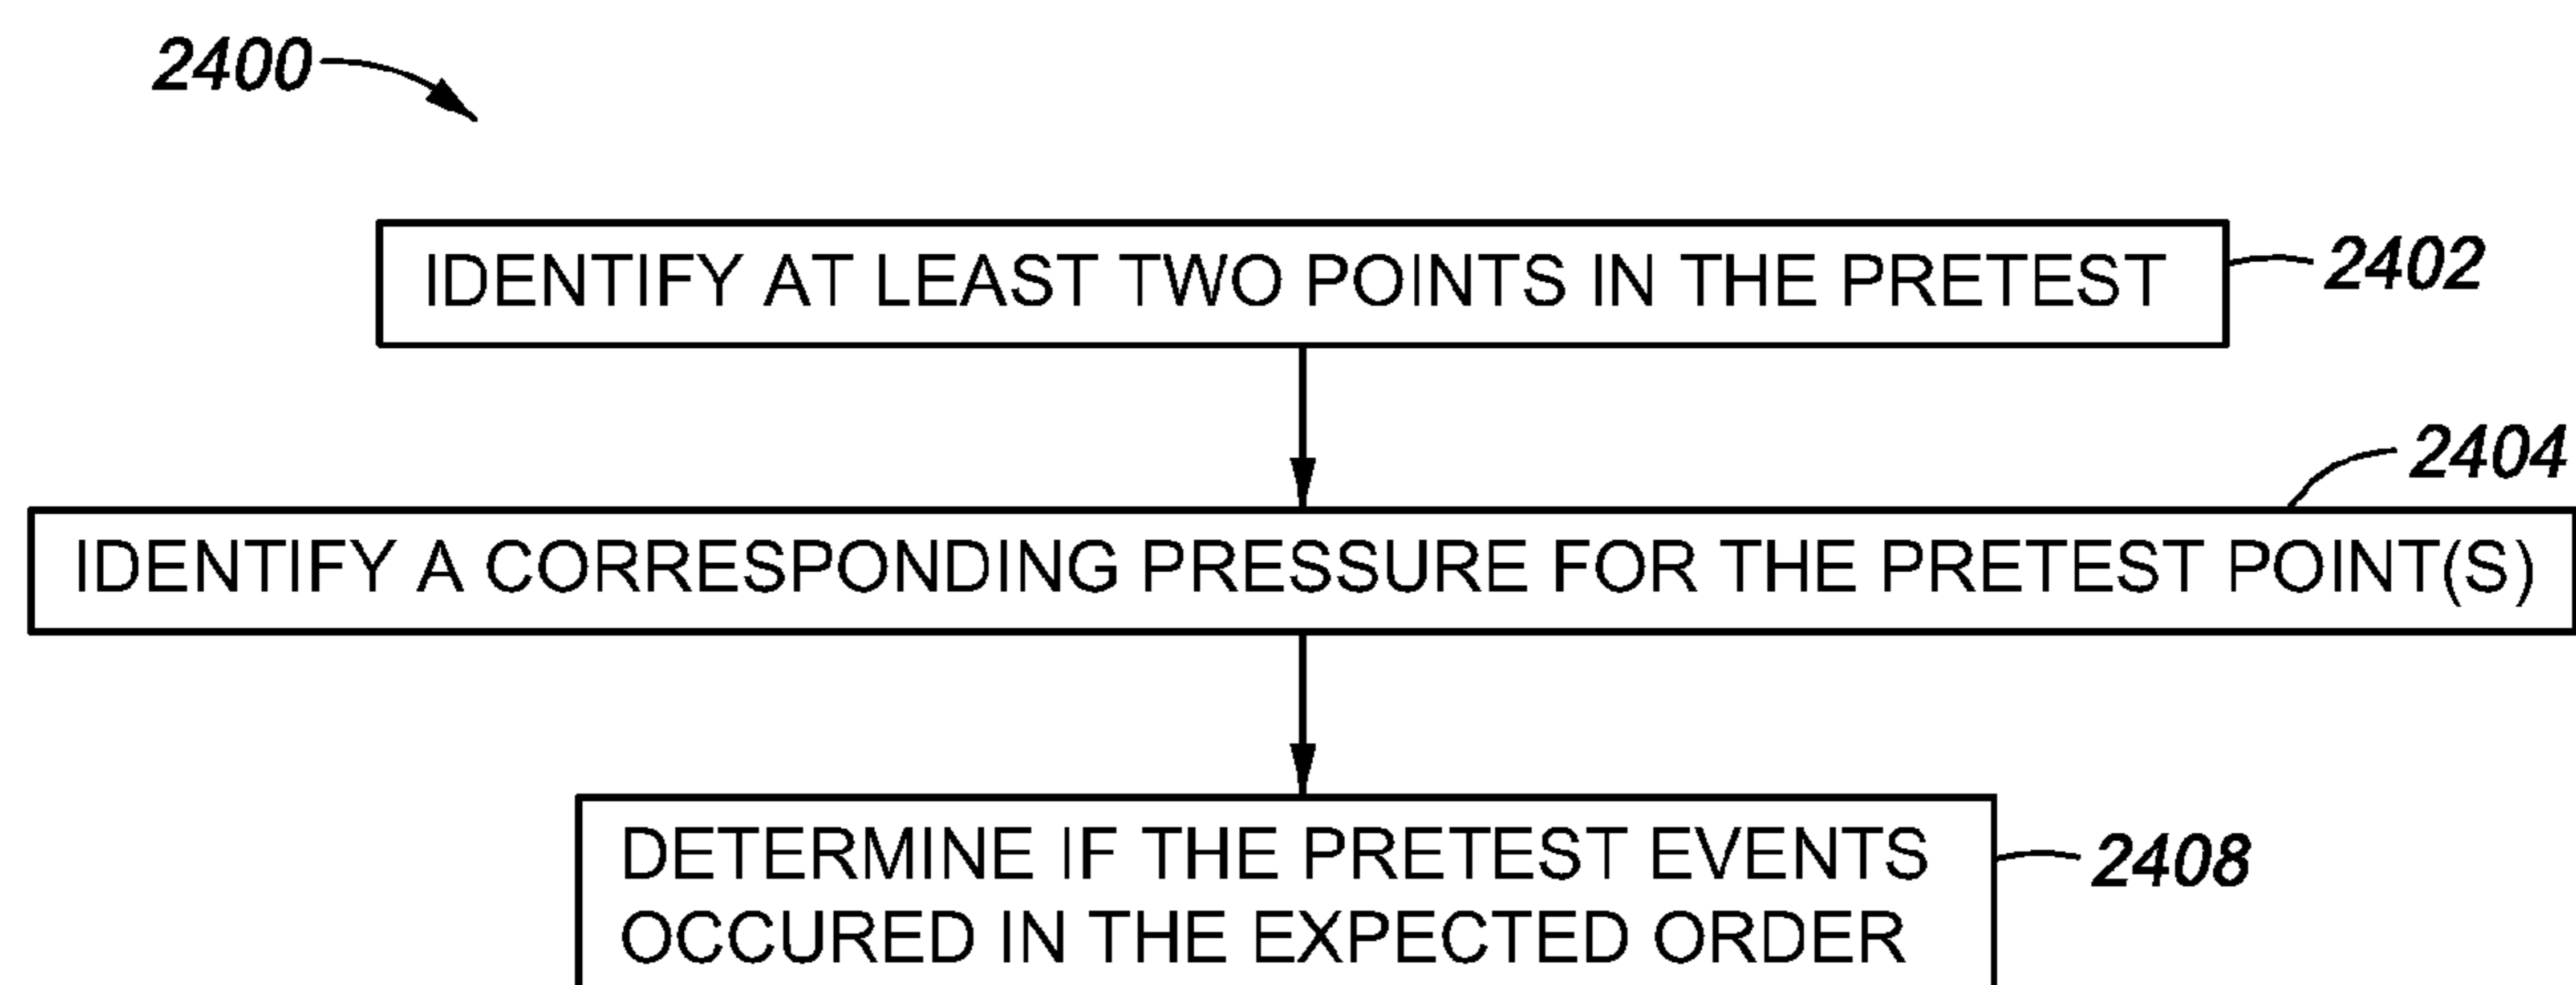 2400
IDENTIFY AT LEAST TWO POINTS IN THE PRETEST
2402
2404
IDENTIFY A CORRESPONDING PRESSURE FOR THE PRETEST POINT(S)
DETERMINE IF THE PRETEST EVENTS
OCCURED IN THE EXPECTED ORDER
2408